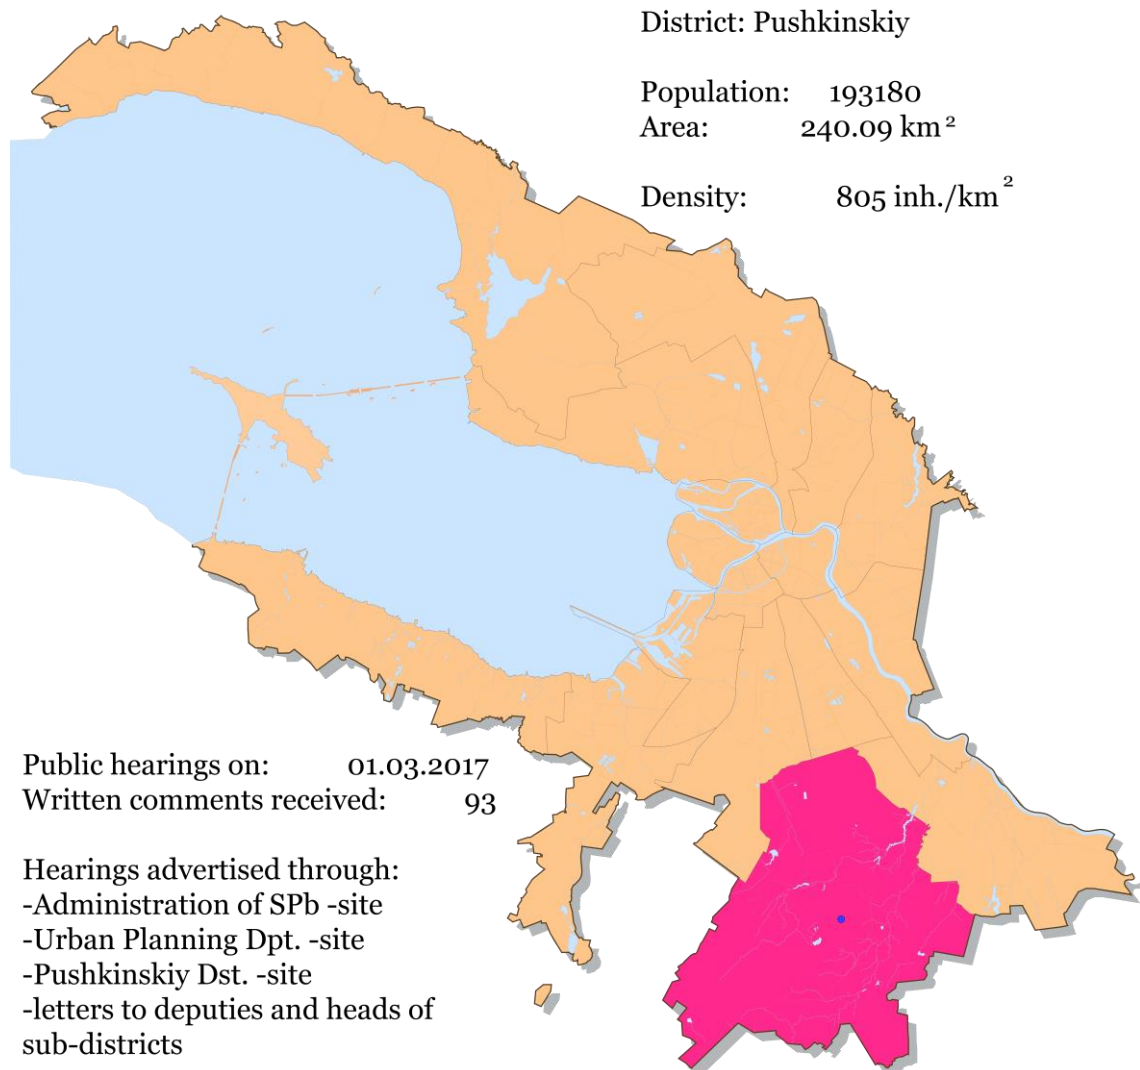 District: Pushkinskiy
Population: 193180
Area: 240.09 km²
Density: 805 inh./km²
Public hearings on: 01.03.2017
Written comments received: 93
Hearings advertised through:
-Administration of SPb -site
-Urban Planning Dpt. -site
-Pushkinskiy Dst. -site
-letters to deputies and heads of
sub-districts